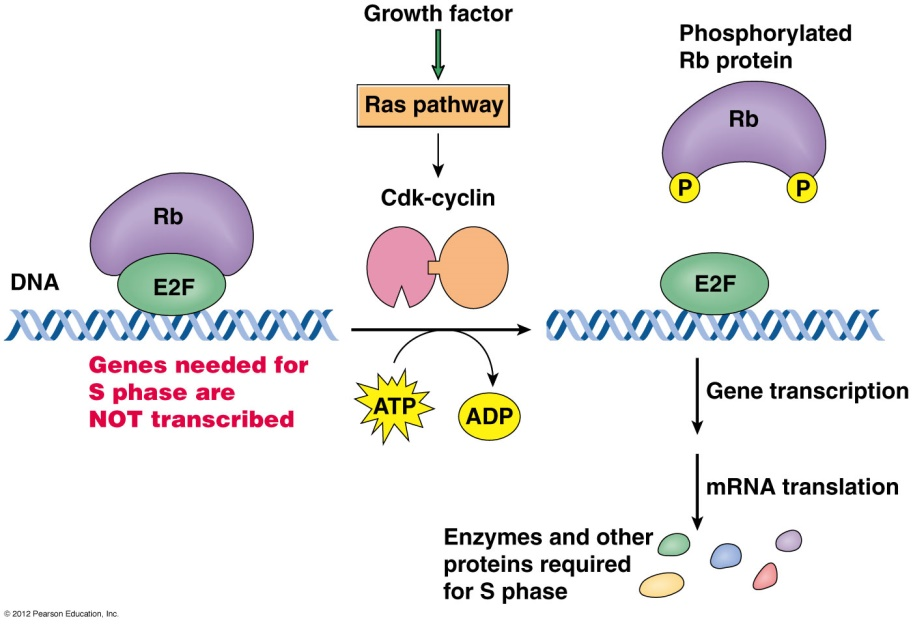 Growth factor
Ras pathway
Cdk-cyclin
Phosphorylated
Rb protein
Rb
P
P
Rb
E2F
DNA
E2F
Genes needed for
S phase are
NOT transcribed
ATP
ADP
Gene transcription
mRNA translation
Enzymes and other
proteins required
for S phase
© 2012 Pearson Education, Inc.